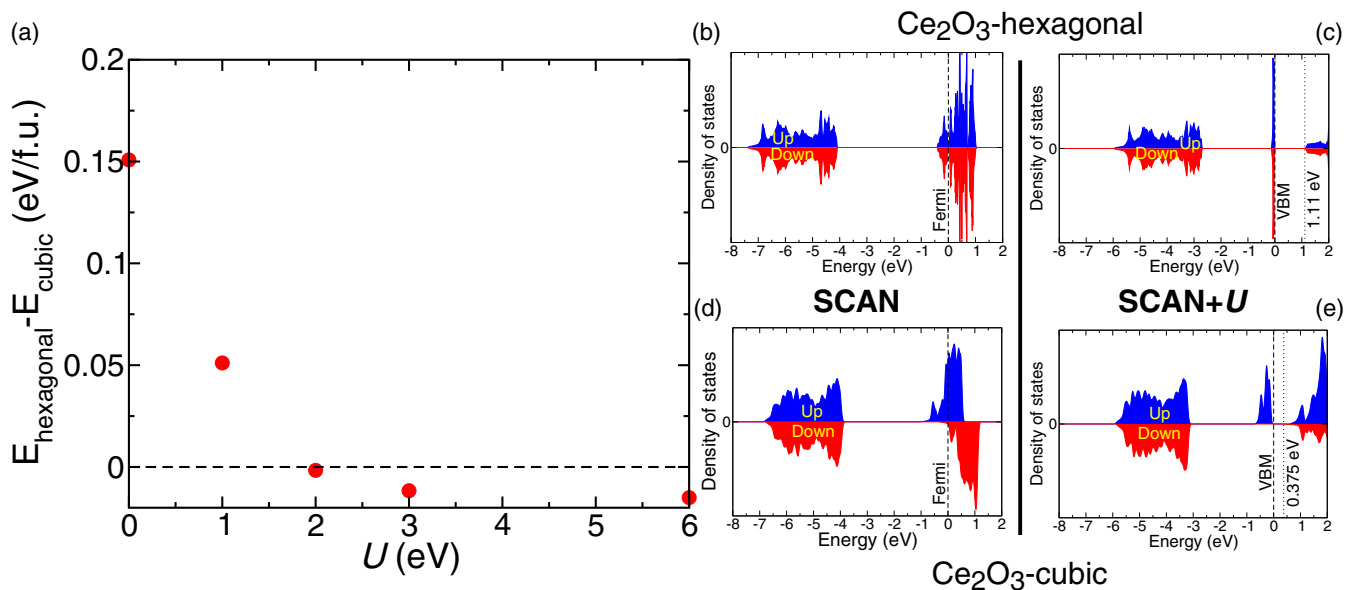 (a)
E_hexagonal-E_cubic (eV/f.u.)
0.2
0.15
0.1
0.05
0
0 1 2 3 4 5 6
U (eV)
Ce2O3-hexagonal
(b)
Density of states
0
Up
Down
Fermi
-8 -7 -6 -5 -4 -3 -2 -1 0 1 2
Energy (eV)
(c)
Density of states
0
Up
Down
VBM
1.11 eV
-8 -7 -6 -5 -4 -3 -2 -1 0 1 2
Energy (eV)
SCAN
SCAN+U
(d)
Density of states
0
Up
Down
Fermi
-8 -7 -6 -5 -4 -3 -2 -1 0 1 2
Energy (eV)
(e)
Density of states
0
Up
Down
VBM
0.375 eV
-8 -7 -6 -5 -4 -3 -2 -1 0 1 2
Energy (eV)
Ce2O3-cubic